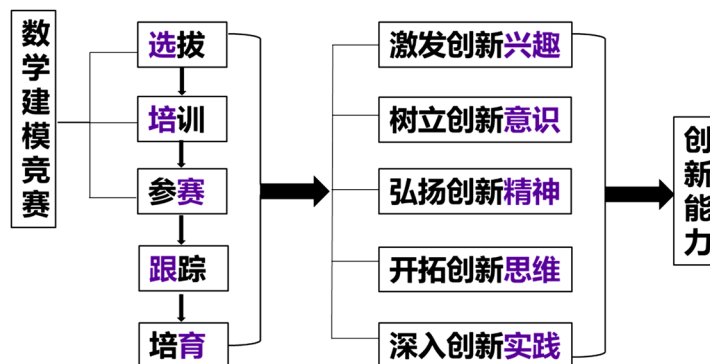 数学建模竞赛
选拔
培训
参赛
跟踪
培育
激发创新兴趣
树立创新意识
弘扬创新精神
开拓创新思维
深入创新实践
创新能力